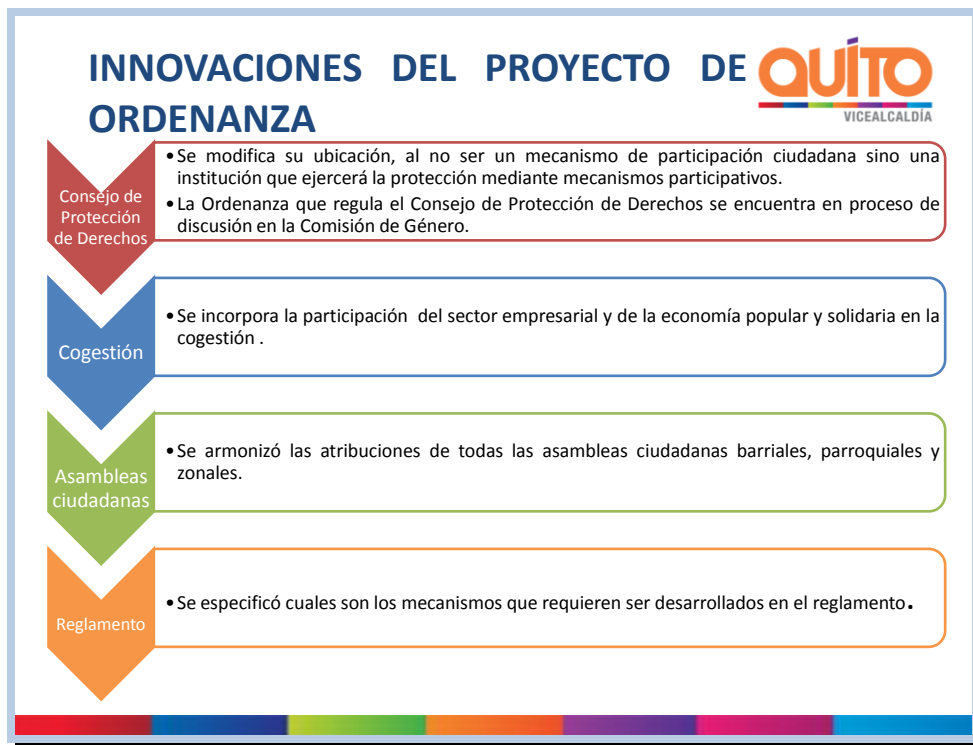 INNOVACIONES DEL PROYECTO DE
ORDENANZA
QUITO
VICEALCALDÍA
Consejo de
Protección
de Derechos
•Se modifica su ubicación, al no ser un mecanismo de participación ciudadana sino una
institución que ejercerá la protección mediante mecanismos participativos.
•La Ordenanza que regula el Consejo de Protección de Derechos se encuentra en proceso de
discusión en la Comisión de Género.
Cogestión
•Se incorpora la participación del sector empresarial y de la economía popular y solidaria en la
cogestión .
Asambleas
ciudadanas
•Se armonizó las atribuciones de todas las asambleas ciudadanas barriales, parroquiales y
zonales.
Reglamento
•Se especificó cuales son los mecanismos que requieren ser desarrollados en el reglamento.